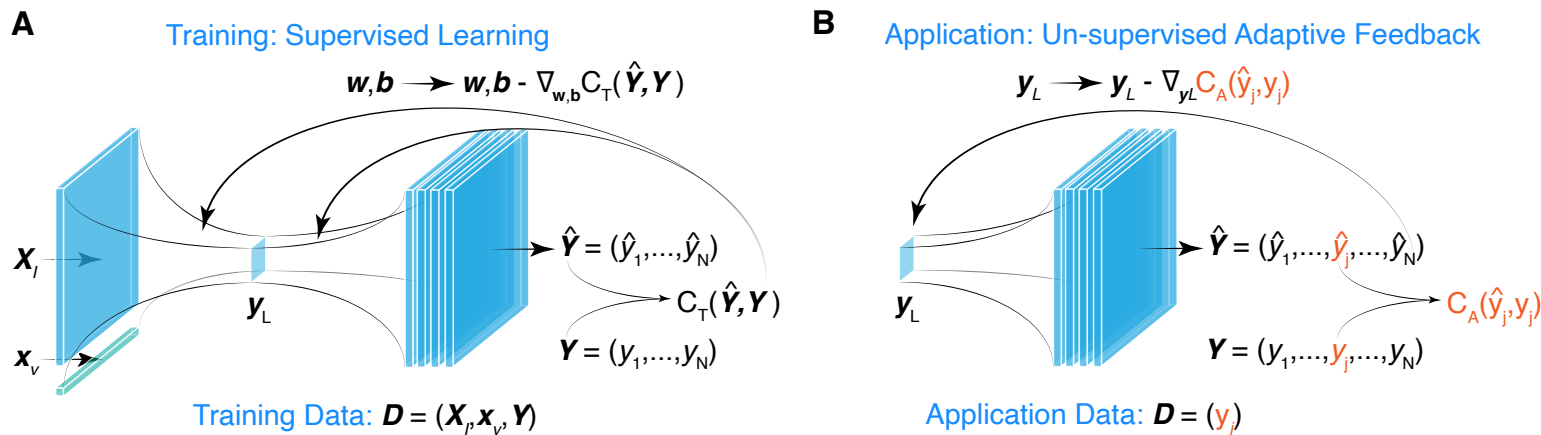 A
Training: Supervised Learning
w,b → w,b - ∇w,bCT(Ŷ,Y)
XI
xv
yL
Ŷ = (ŷ1,...,ŷN)
CT(Ŷ,Y)
Y = (y1,...,yN)
Training Data: D = (XI,xv,Y)
B
Application: Un-supervised Adaptive Feedback
yL → yL - ∇yLCA(ŷj,yj)
yL
Ŷ = (ŷ1,...,ŷj,...,ŷN)
CA(ŷj,yj)
Y = (y1,...,yj,...,yN)
Application Data: D = (yj)